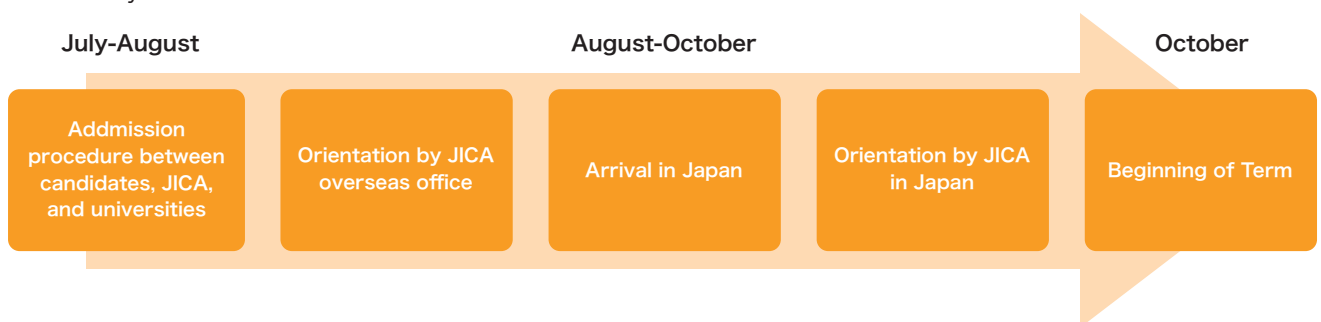 July-August
August-October
October
Addmission
procedure between
candidates, JICA,
and universities
Orientation by JICA
overseas office
Arrival in Japan
Orientation by JICA
in Japan
Beginning of Term